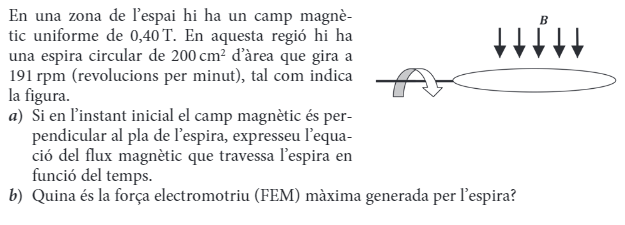 En una zona de l'espai hi ha un camp magnè-
tic uniforme de 0,40 T. En aquesta regió hi ha
una espira circular de 200 cm² d'àrea que gira a
191 rpm (revolucions per minut), tal com indica
la figura.
a) Si en l'instant inicial el camp magnètic és per-
pendicular al pla de l'espira, expresseu l'equa-
ció del flux magnètic que travessa l'espira en
funció del temps.
b) Quina és la força electromotriu (FEM) màxima generada per l'espira?
B